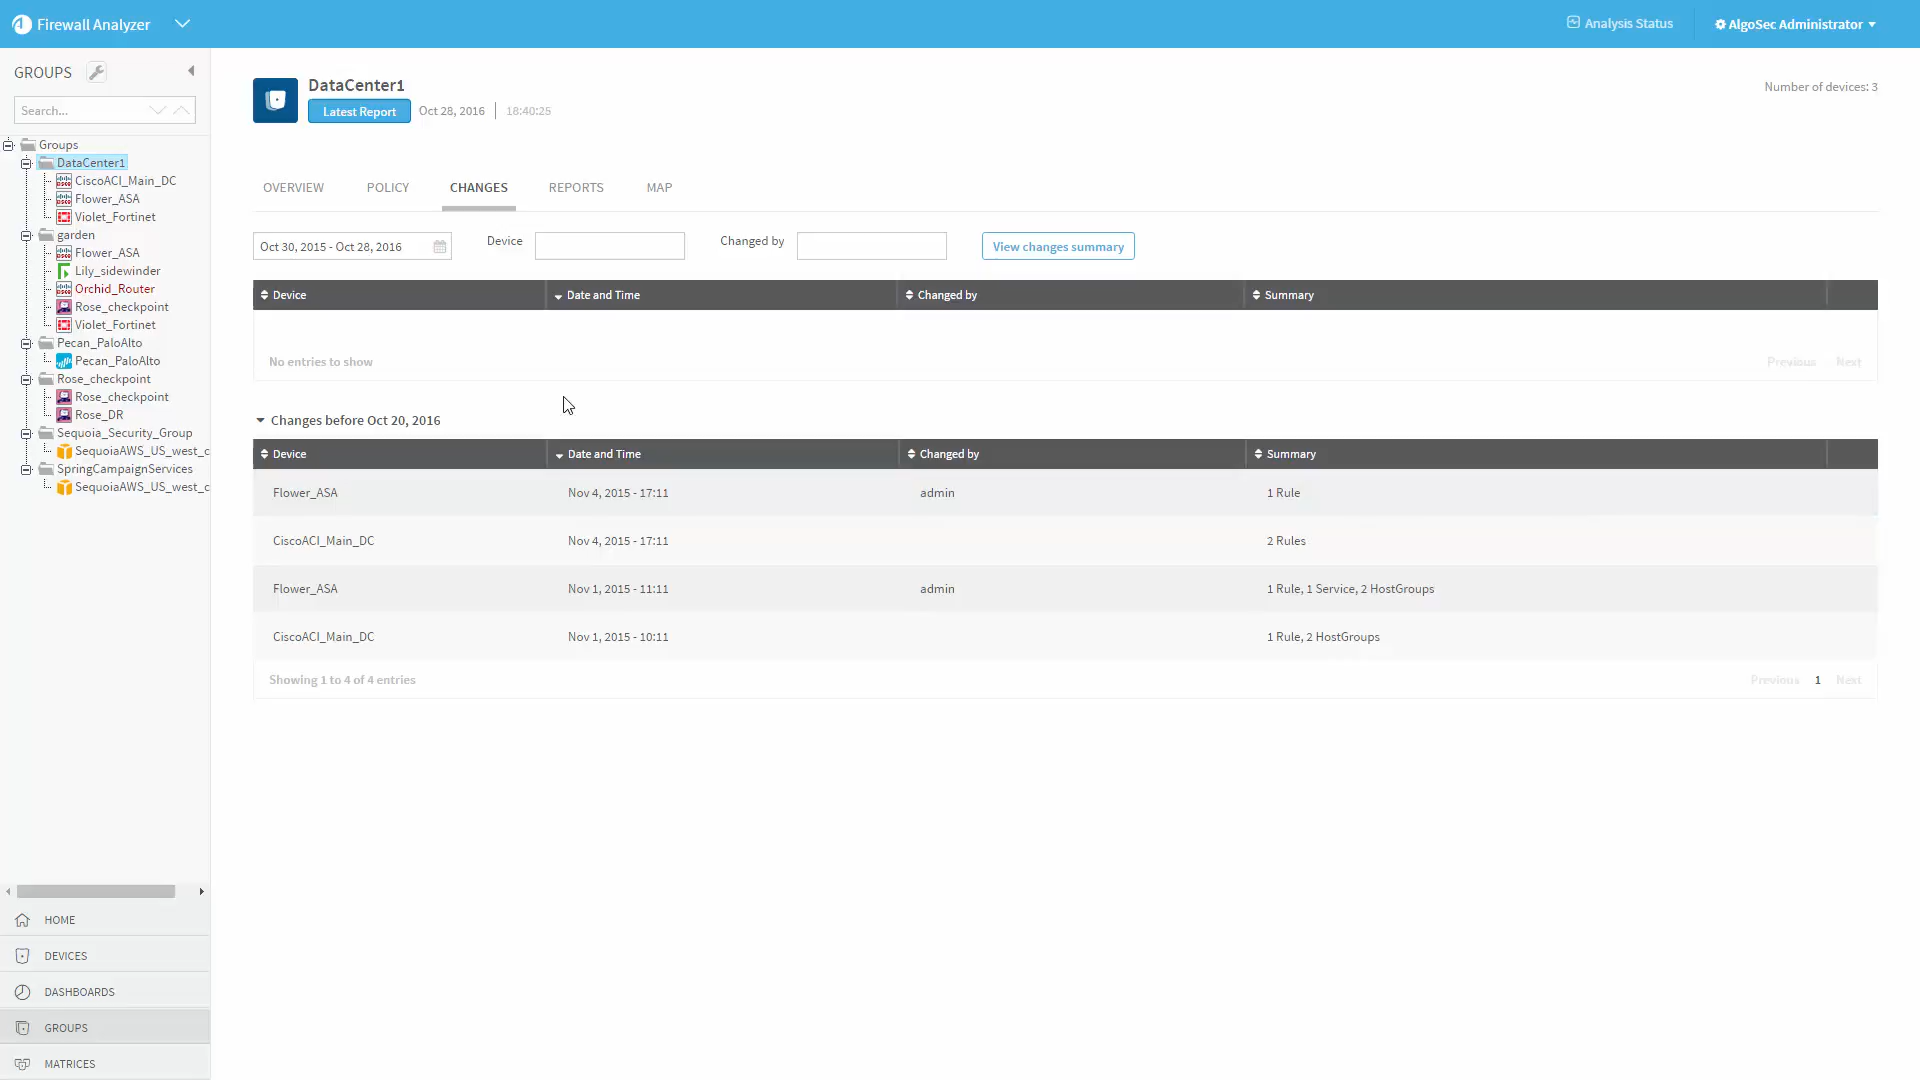 Firewall Analyzer
Analysis Status
AlgoSec Administrator
GROUPS
Search...
Groups
DataCenter1
CiscoACI_Main_DC
Flower_ASA
Violet_Fortinet
garden
Flower_ASA
Lily_sidewinder
Orchid_Router
Rose_checkpoint
Violet_Fortinet
Pecan_PaloAlto
Pecan_PaloAlto
Rose_checkpoint
Rose_checkpoint
Rose_DR
Sequoia_Security_Group
SequoiaAWS_US_west_c
SpringCampaignServices
SequoiaAWS_US_west_c
HOME
DEVICES
DASHBOARDS
GROUPS
MATRICES
DataCenter1
Number of devices: 3
Latest Report Oct 28, 2016 18:40:25
OVERVIEW POLICY CHANGES REPORTS MAP
Oct 30, 2015 - Oct 28, 2016 Device Changed by View changes summary
Device Date and Time Changed by Summary
No entries to show Previous Next
Changes before Oct 20, 2016
Device Date and Time Changed by Summary
Flower_ASA Nov 4, 2015 - 17:11 admin 1 Rule
CiscoACI_Main_DC Nov 4, 2015 - 17:11 2 Rules
Flower_ASA Nov 1, 2015 - 11:11 admin 1 Rule, 1 Service, 2 HostGroups
CiscoACI_Main_DC Nov 1, 2015 - 10:11 1 Rule, 2 HostGroups
Showing 1 to 4 of 4 entries Previous 1 Next